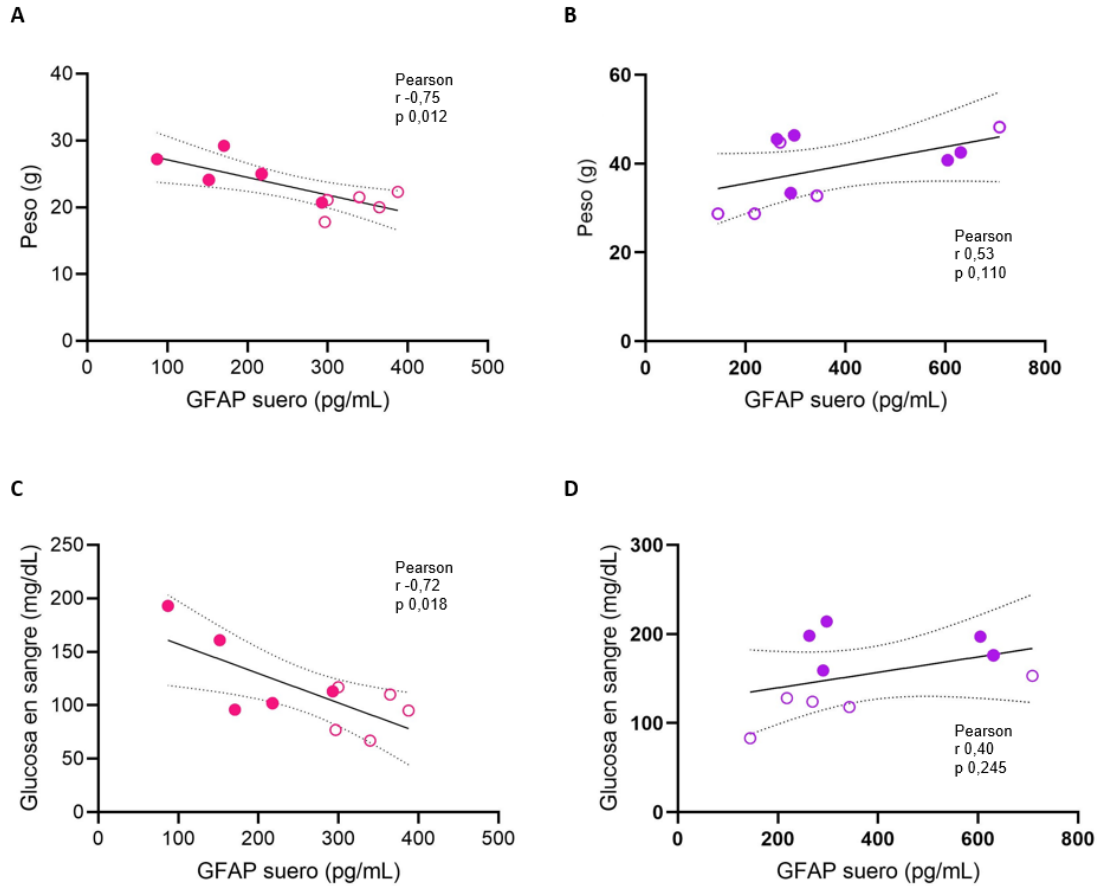 A
Peso (g)
40
30
20
10
0
0 100 200 300 400 500
GFAP suero (pg/mL)
Pearson
r -0,75
p 0,012
B
Peso (g)
60
40
20
0
0 200 400 600 800
GFAP suero (pg/mL)
Pearson
r 0,53
p 0,110
C
Glucosa en sangre (mg/dL)
250
200
150
100
50
0
0 100 200 300 400 500
GFAP suero (pg/mL)
Pearson
r -0,72
p 0,018
D
Glucosa en sangre (mg/dL)
300
200
100
0
0 200 400 600 800
GFAP suero (pg/mL)
Pearson
r 0,40
p 0,245